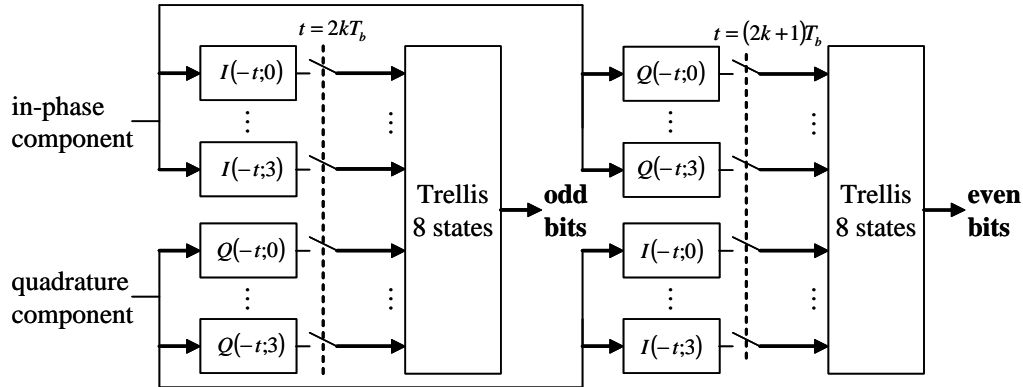 in-phase
component
quadrature
component
t = 2kT_b
I(−t;0)
⋮
I(−t;3)
Q(−t;0)
⋮
Q(−t;3)
⋮
⋮
Trellis
8 states
odd
bits
t = (2k+1)T_b
Q(−t;0)
⋮
Q(−t;3)
I(−t;0)
⋮
I(−t;3)
⋮
⋮
Trellis
8 states
even
bits